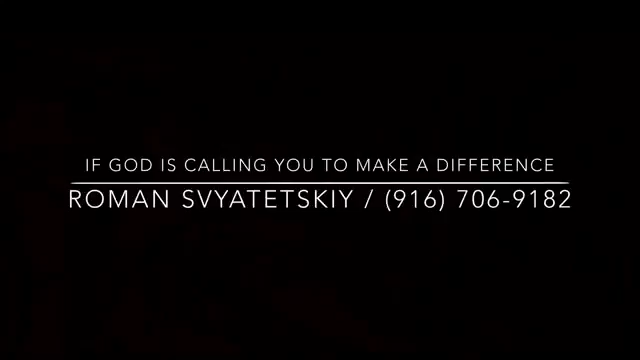 IF GOD IS CALLING YOU TO MAKE A DIFFERENCE
ROMAN SVYATETSKIY / (916) 706-9182